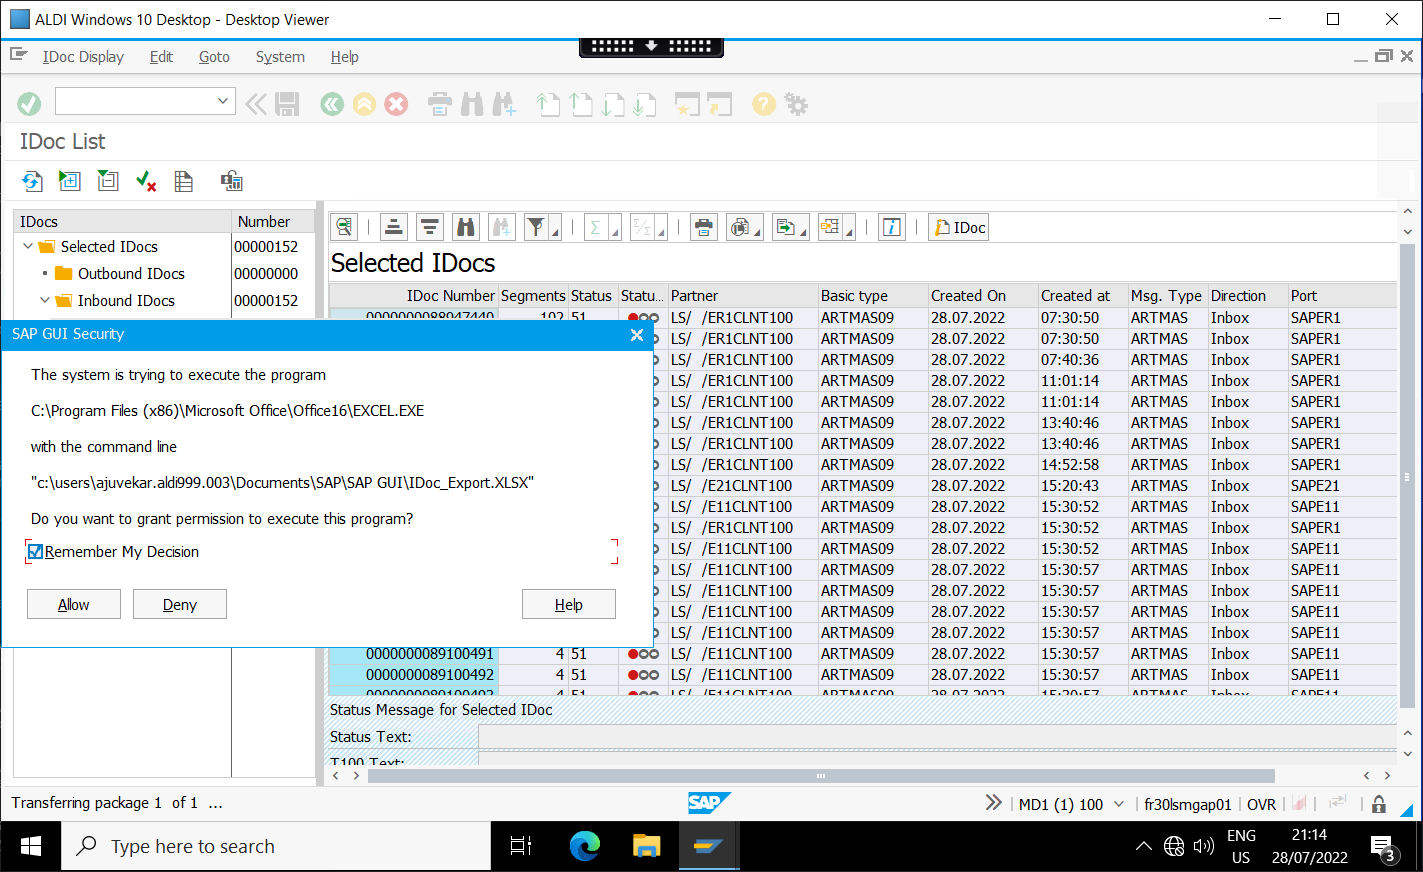 ALDI Windows 10 Desktop - Desktop Viewer
IDoc Display Edit Goto System Help
IDoc List
IDocs Number
Selected IDocs 00000152
Outbound IDocs 00000000
Inbound IDocs 00000152
IDoc
Selected IDocs
IDoc Number Segments Status Statu... Partner Basic type Created On Created at Msg. Type Direction Port
0000000088947440 102 51 LS/ /ER1CLNT100 ARTMAS09 28.07.2022 07:30:50 ARTMAS Inbox SAPER1
LS/ /ER1CLNT100 ARTMAS09 28.07.2022 07:30:50 ARTMAS Inbox SAPER1
LS/ /ER1CLNT100 ARTMAS09 28.07.2022 07:40:36 ARTMAS Inbox SAPER1
LS/ /ER1CLNT100 ARTMAS09 28.07.2022 11:01:14 ARTMAS Inbox SAPER1
LS/ /ER1CLNT100 ARTMAS09 28.07.2022 11:01:14 ARTMAS Inbox SAPER1
LS/ /ER1CLNT100 ARTMAS09 28.07.2022 13:40:46 ARTMAS Inbox SAPER1
LS/ /ER1CLNT100 ARTMAS09 28.07.2022 13:40:46 ARTMAS Inbox SAPER1
LS/ /ER1CLNT100 ARTMAS09 28.07.2022 14:52:58 ARTMAS Inbox SAPER1
LS/ /E21CLNT100 ARTMAS09 28.07.2022 15:20:43 ARTMAS Inbox SAPE21
LS/ /E11CLNT100 ARTMAS09 28.07.2022 15:30:52 ARTMAS Inbox SAPE11
LS/ /ER1CLNT100 ARTMAS09 28.07.2022 15:30:52 ARTMAS Inbox SAPER1
LS/ /E11CLNT100 ARTMAS09 28.07.2022 15:30:52 ARTMAS Inbox SAPE11
LS/ /E11CLNT100 ARTMAS09 28.07.2022 15:30:57 ARTMAS Inbox SAPE11
LS/ /E11CLNT100 ARTMAS09 28.07.2022 15:30:57 ARTMAS Inbox SAPE11
LS/ /E11CLNT100 ARTMAS09 28.07.2022 15:30:57 ARTMAS Inbox SAPE11
LS/ /E11CLNT100 ARTMAS09 28.07.2022 15:30:57 ARTMAS Inbox SAPE11
0000000089100491 4 51 LS/ /E11CLNT100 ARTMAS09 28.07.2022 15:30:57 ARTMAS Inbox SAPE11
0000000089100492 4 51 LS/ /E11CLNT100 ARTMAS09 28.07.2022 15:30:57 ARTMAS Inbox SAPE11
0000000089100493 4 51 LS/ /E11CLNT100 ARTMAS09 28.07.2022 15:30:57 ARTMAS Inbox SAPE11
SAP GUI Security
The system is trying to execute the program
C:\Program Files (x86)\Microsoft Office\Office16\EXCEL.EXE
with the command line
"c:\users\ajuvekar.aldi999.003\Documents\SAP\SAP GUI\IDoc_Export.XLSX"
Do you want to grant permission to execute this program?
Remember My Decision
Allow Deny Help
Status Message for Selected IDoc
Status Text:
T100 Text:
Transferring package 1 of 1 ...
SAP
MD1 (1) 100 fr30lsmgap01 OVR
Type here to search
ENG
US
21:14
28/07/2022
3